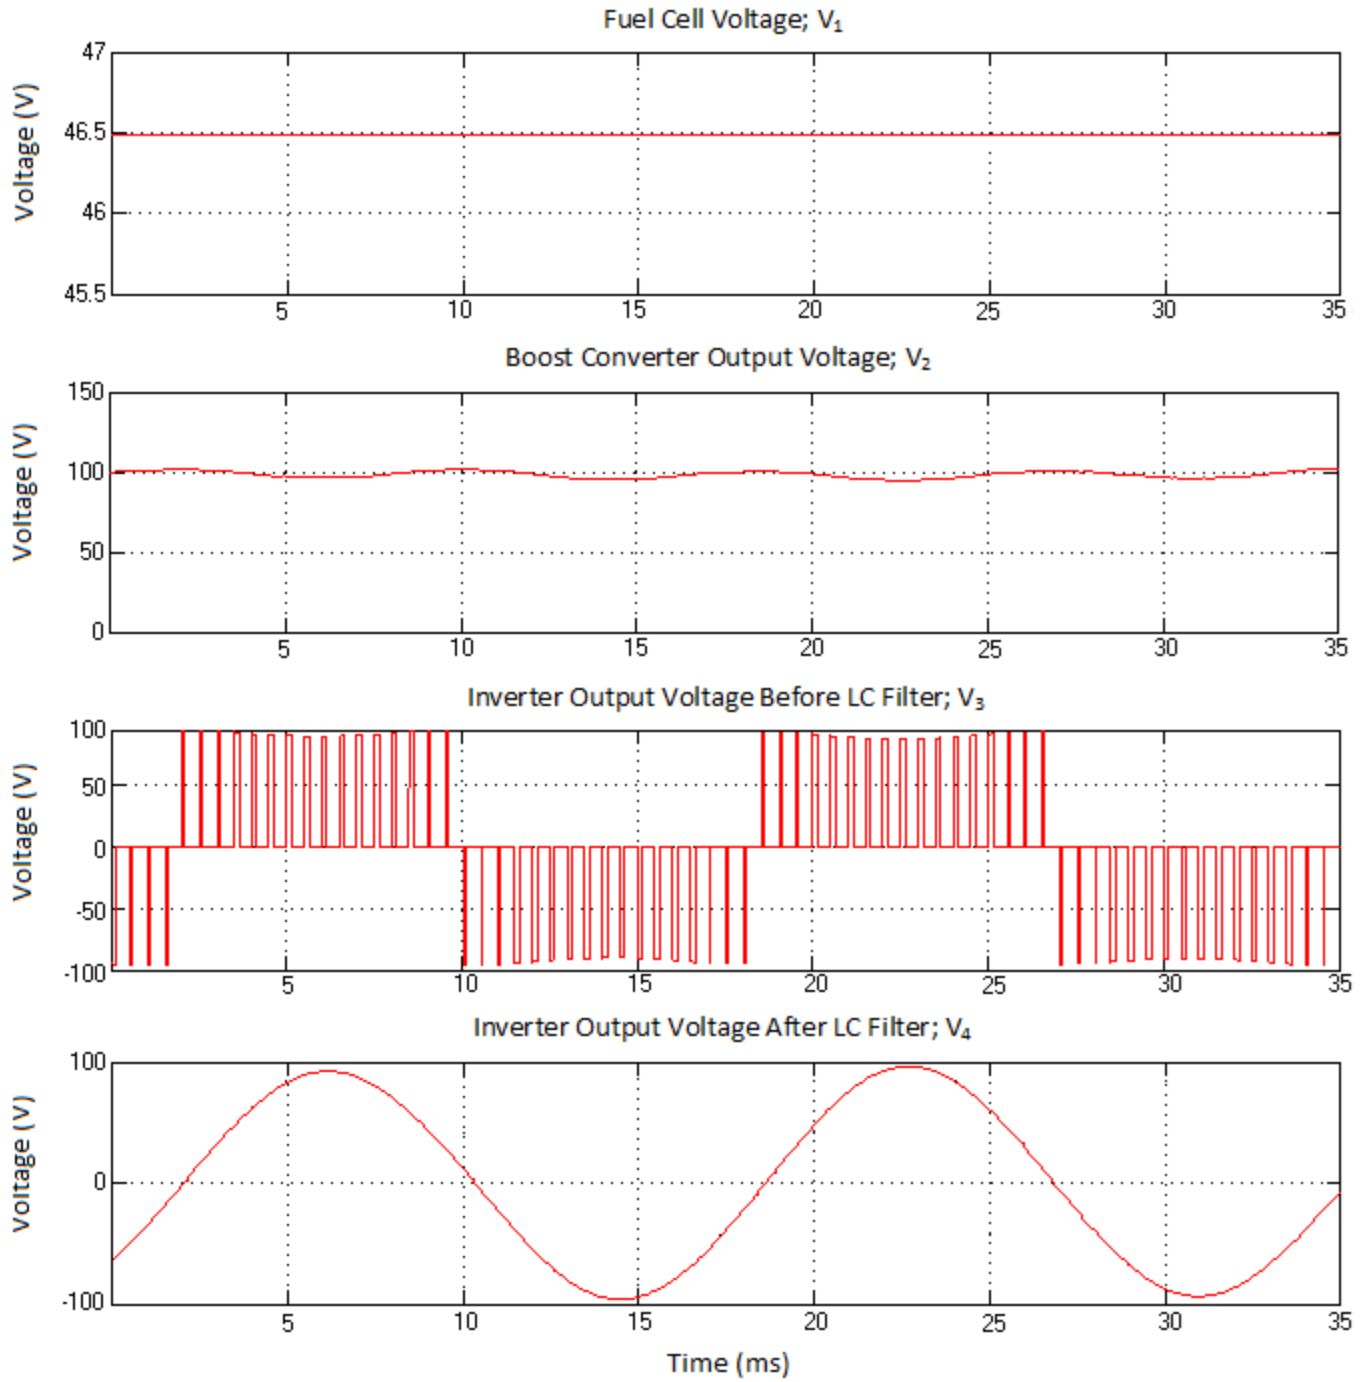 Fuel Cell Voltage; V₁
Voltage (V)
47
46.5
46
45.5
5 10 15 20 25 30 35
Boost Converter Output Voltage; V₂
Voltage (V)
150
100
50
0
5 10 15 20 25 30 35
Inverter Output Voltage Before LC Filter; V₃
Voltage (V)
100
50
0
-50
-100
5 10 15 20 25 30 35
Inverter Output Voltage After LC Filter; V₄
Voltage (V)
100
0
-100
5 10 15 20 25 30 35
Time (ms)